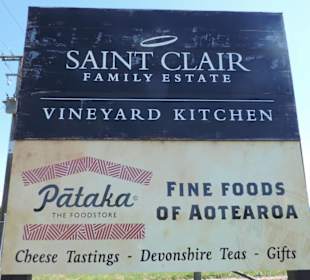 SAINT CLAIR
FAMILY ESTATE
VINEYARD KITCHEN
Pātaka®
THE FOODSTORE
FINE FOODS
OF AOTEAROA
Cheese Tastings - Devonshire Teas - Gifts